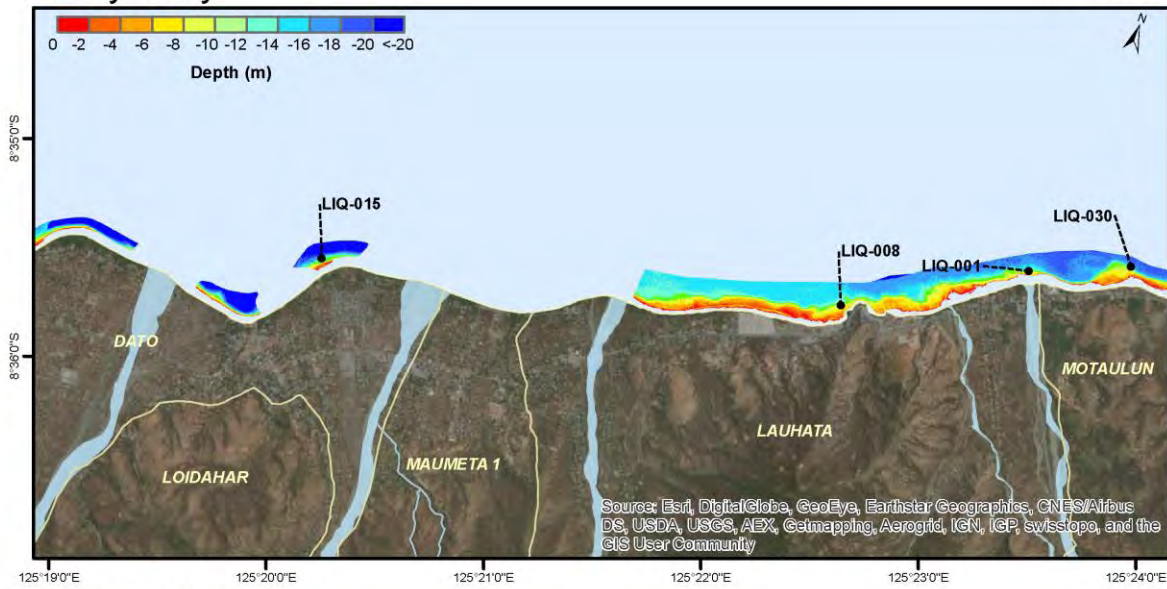 0 -2 -4 -6 -8 -10 -12 -14 -16 -18 -20 <-20
Depth (m)
N
8°35'0"S
8°36'0"S
LIQ-015
LIQ-008
LIQ-001
LIQ-030
DATO
LOIDAHAR
MAUMETA 1
LAUHATA
MOTAULUN
Source: Esri, DigitalGlobe, GeoEye, Earthstar Geographics, CNES/Airbus
DS, USDA, USGS, AEX, Getmapping, Aerogrid, IGN, IGP, swisstopo, and the
GIS User Community
125°19'0"E 125°20'0"E 125°21'0"E 125°22'0"E 125°23'0"E 125°24'0"E